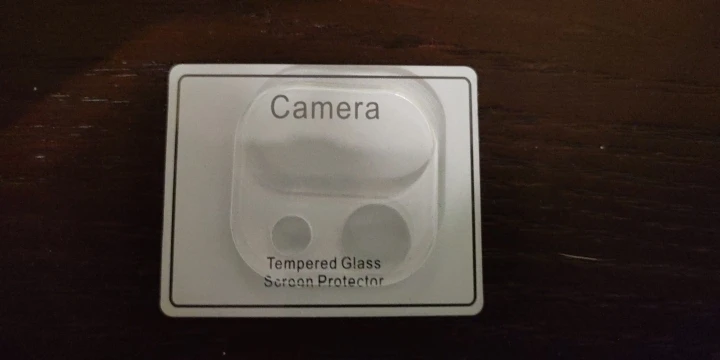 Camera
Tempered Glass
Screen Protector